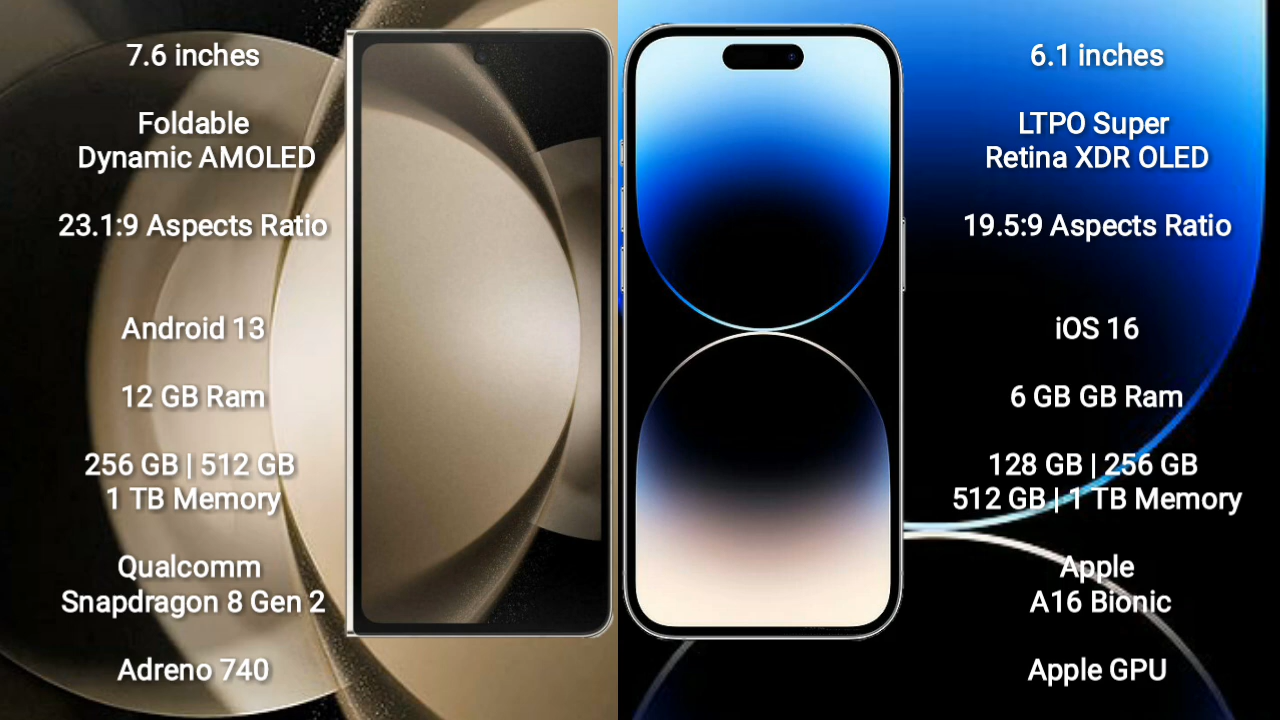 7.6 inches
Foldable
Dynamic AMOLED
23.1:9 Aspects Ratio
Android 13
12 GB Ram
256 GB | 512 GB
1 TB Memory
Qualcomm
Snapdragon 8 Gen 2
Adreno 740
6.1 inches
LTPO Super
Retina XDR OLED
19.5:9 Aspects Ratio
iOS 16
6 GB GB Ram
128 GB | 256 GB
512 GB | 1 TB Memory
Apple
A16 Bionic
Apple GPU